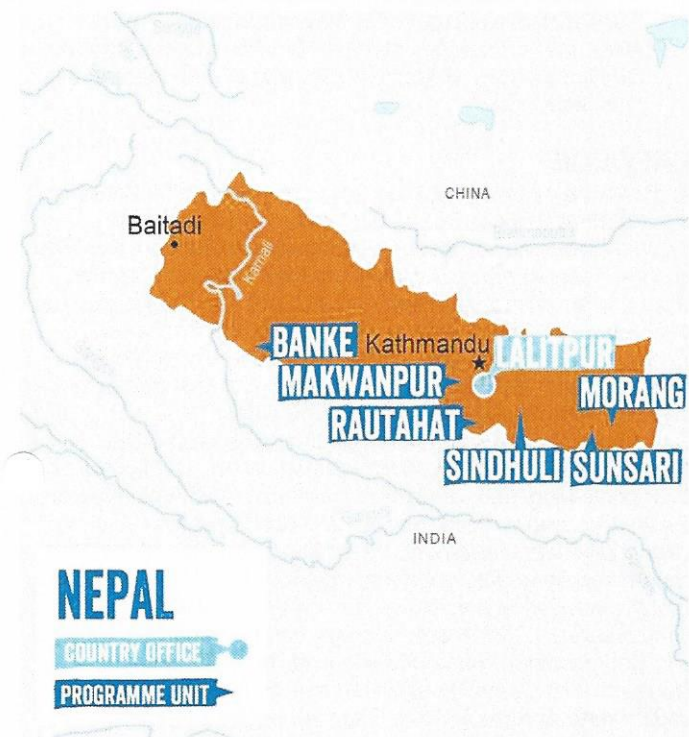 CHINA
Baitadi
Karnali
BANKE
Kathmandu
LALITPUR
MAKWANPUR
MORANG
RAUTAHAT
SINDHULI
SUNSARI
INDIA
NEPAL
COUNTRY OFFICE
PROGRAMME UNIT